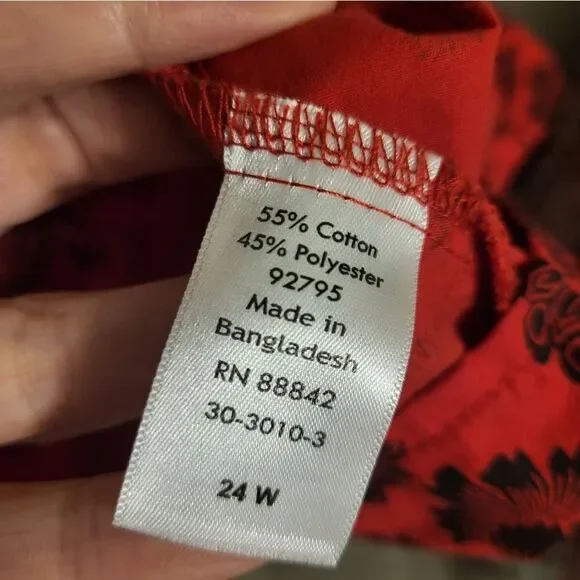 55% Cotton
45% Polyester
92795
Made in
Bangladesh
RN 88842
30-3010-3
24 W